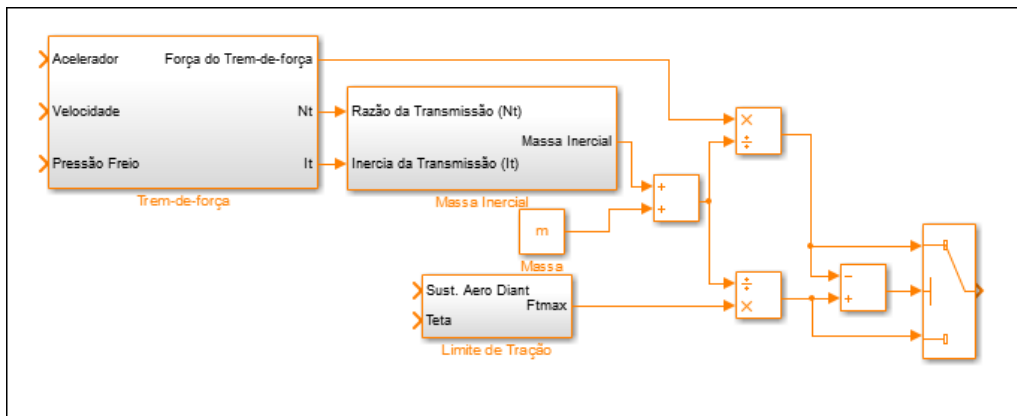 Acelerador
Força do Trem-de-força
Velocidade
Nt
Pressão Freio
It
Trem-de-força
Razão da Transmissão (Nt)
Massa Inercial
Inercia da Transmissão (It)
Massa Inercial
m
Massa
Sust. Aero Diant
Ftmax
Teta
Limite de Tração
×
÷
+
+
÷
×
−
+